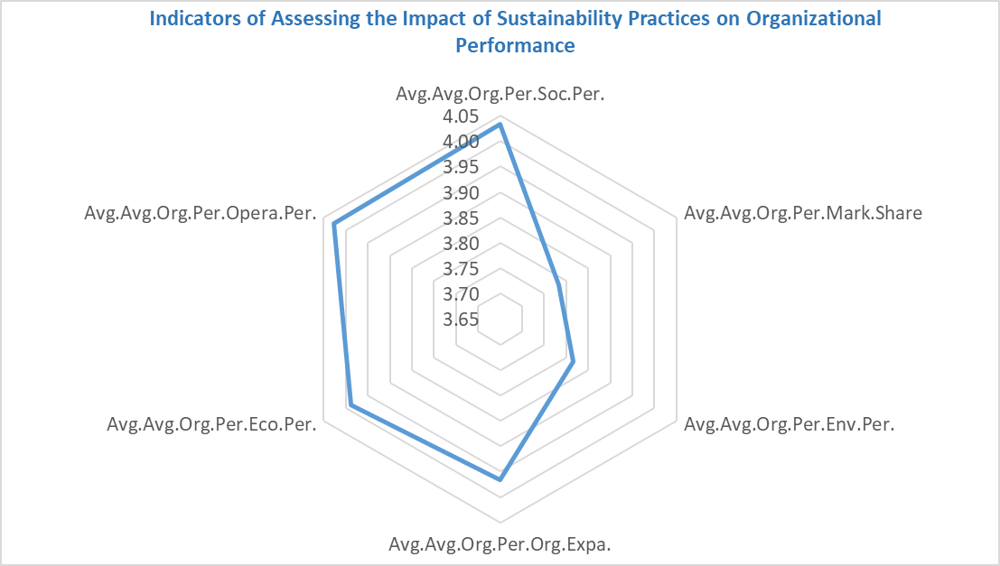 Indicators of Assessing the Impact of Sustainability Practices on Organizational
Performance
Avg.Avg.Org.Per.Soc.Per.
4.05
4.00
3.95
3.90
3.85
3.80
3.75
3.70
3.65
Avg.Avg.Org.Per.Opera.Per.
Avg.Avg.Org.Per.Mark.Share
Avg.Avg.Org.Per.Eco.Per.
Avg.Avg.Org.Per.Env.Per.
Avg.Avg.Org.Per.Org.Expa.